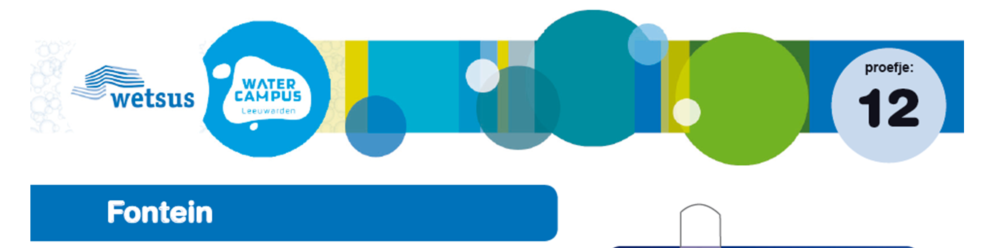 wetsus
WATER
CAMPUS
Leeuwarden
proefje:
12
Fontein